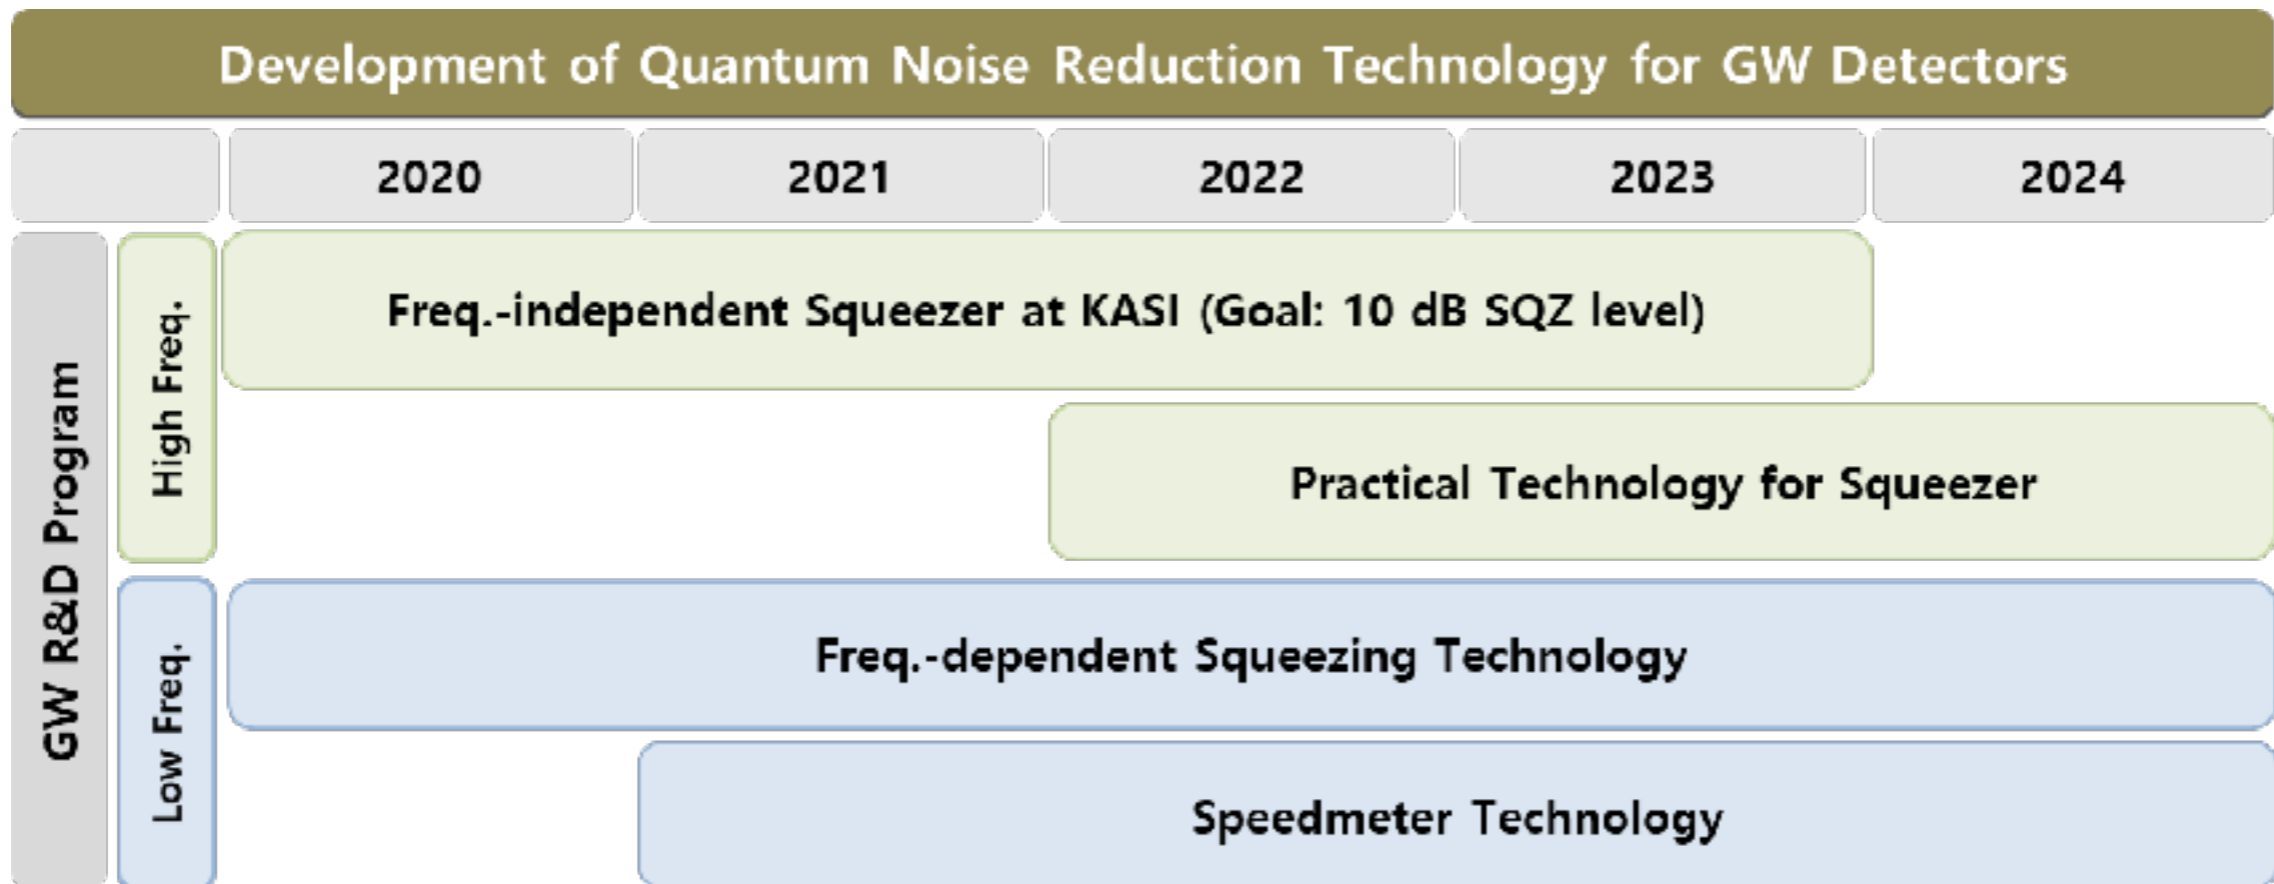 Development of Quantum Noise Reduction Technology for GW Detectors
2020 2021 2022 2023 2024
GW R&D Program
High Freq.
Freq.-independent Squeezer at KASI (Goal: 10 dB SQZ level)
Practical Technology for Squeezer
Low Freq.
Freq.-dependent Squeezing Technology
Speedmeter Technology